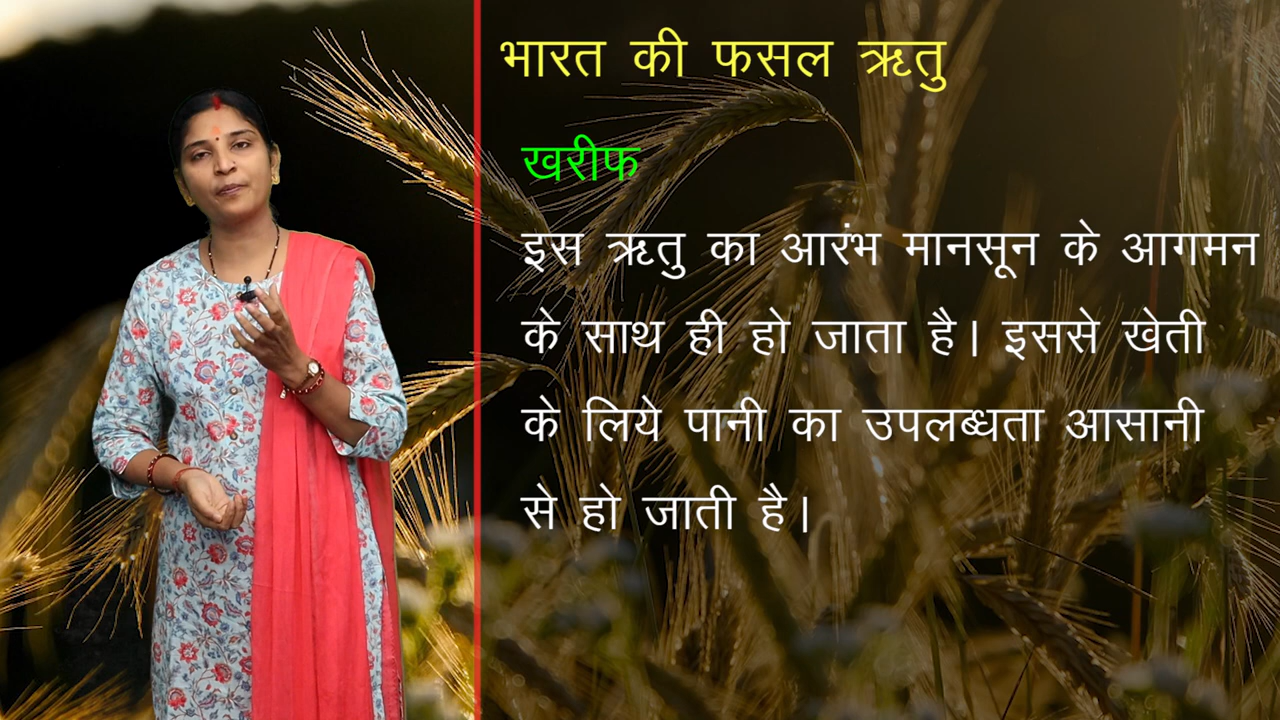 भारत की फसल ऋतु
खरीफ
इस ऋतु का आरंभ मानसून के आगमन
के साथ ही हो जाता है। इससे खेती
के लिये पानी का उपलब्धता आसानी
से हो जाती है।